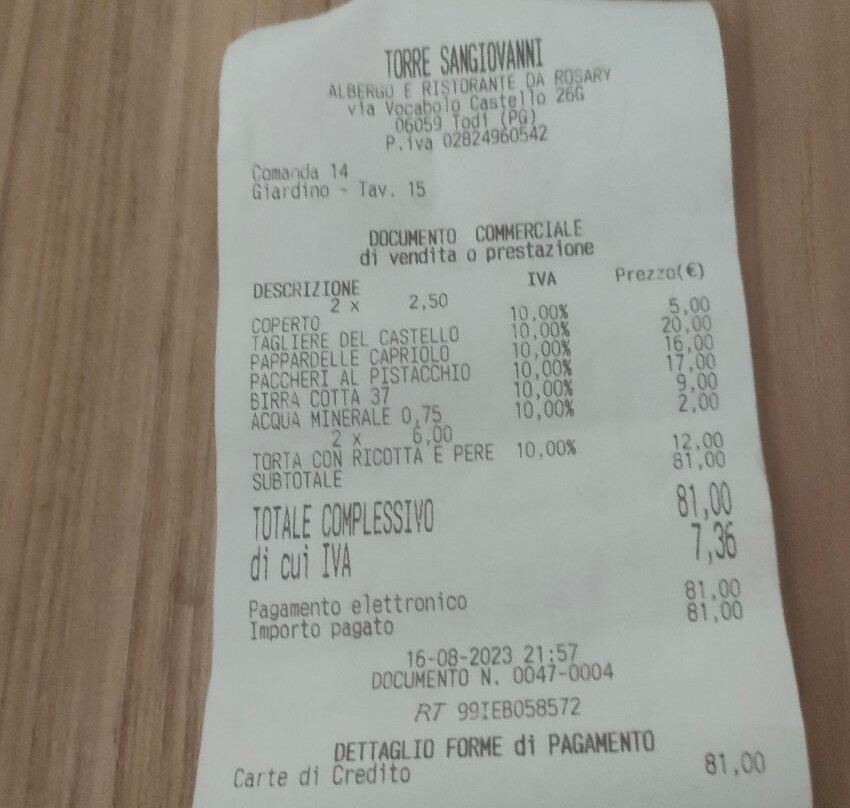 TORRE SANGIOVANNI
ALBERGO E RISTORANTE DA ROSARY
via Vocabolo Castello 26G
06059 Todi (PG)
P.iva 02824960542
Comanda 14
Giardino - Tav. 15
DOCUMENTO COMMERCIALE
di vendita o prestazione
DESCRIZIONE IVA Prezzo(€)
2 x 2,50
COPERTO 10,00% 5,00
TAGLIERE DEL CASTELLO 10,00% 20,00
PAPPARDELLE CAPRIOLO 10,00% 16,00
PACCHERI AL PISTACCHIO 10,00% 17,00
BIRRA COTTA 37 10,00% 9,00
ACQUA MINERALE 0,75 10,00% 2,00
2 x 6,00
TORTA CON RICOTTA E PERE 10,00% 12,00
SUBTOTALE 81,00
TOTALE COMPLESSIVO 81,00
di cui IVA 7,36
Pagamento elettronico 81,00
Importo pagato 81,00
16-08-2023 21:57
DOCUMENTO N. 0047-0004
RT 99IEB058572
DETTAGLIO FORME di PAGAMENTO
Carte di Credito 81,00